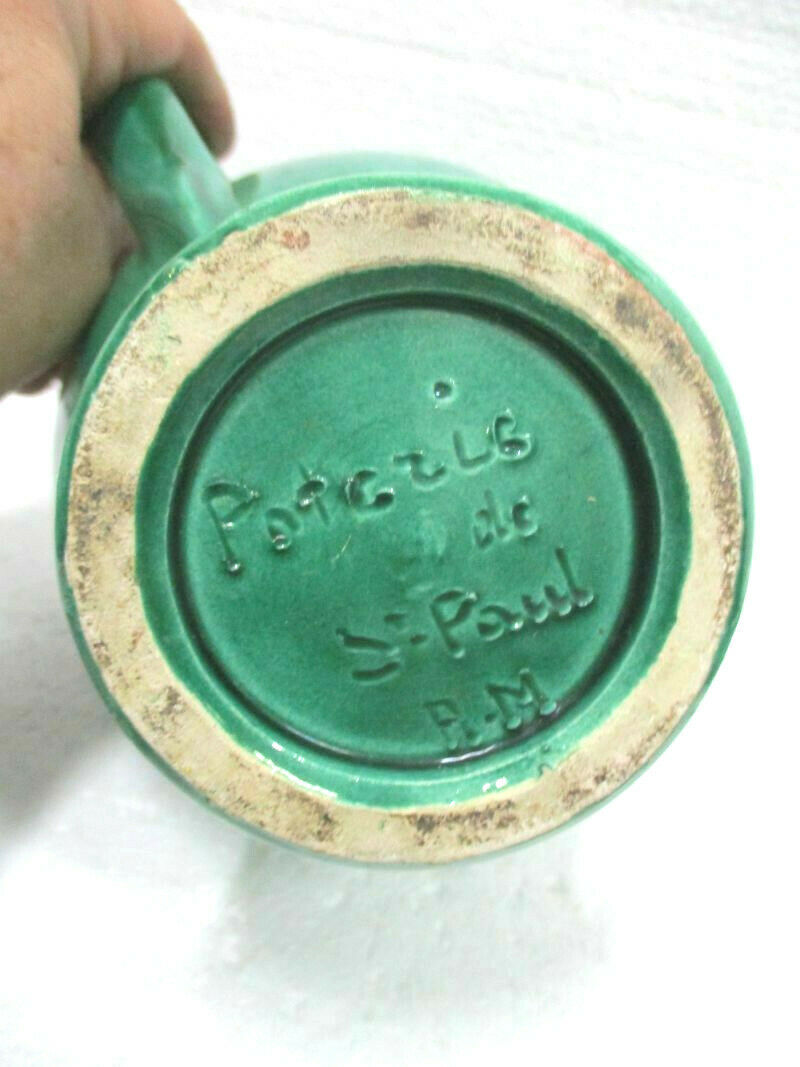 Poterie
de
St Paul
A.M